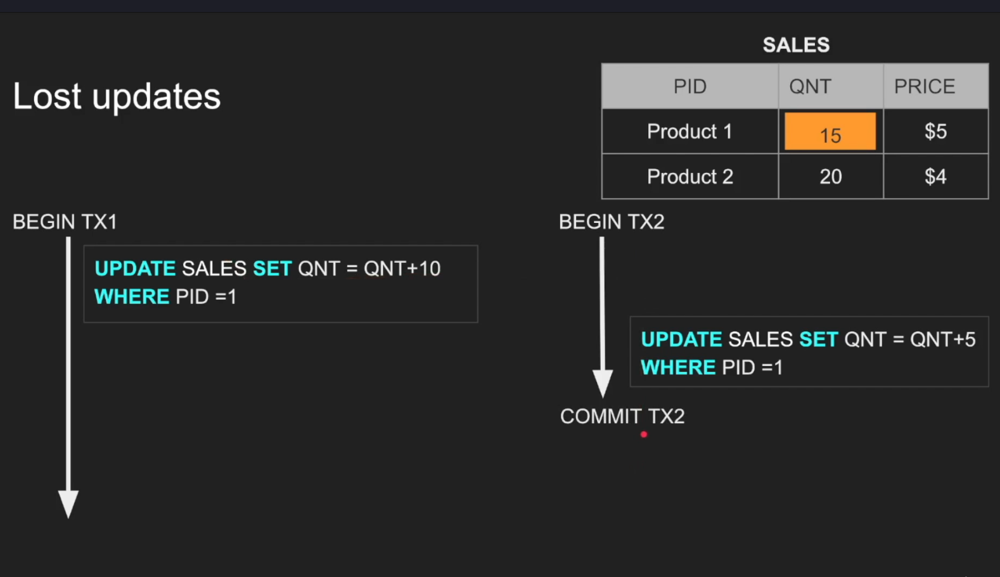 Lost updates
SALES
PID QNT PRICE
Product 1 15 $5
Product 2 20 $4
BEGIN TX1
UPDATE SALES SET QNT = QNT+10
WHERE PID =1
BEGIN TX2
UPDATE SALES SET QNT = QNT+5
WHERE PID =1
COMMIT TX2